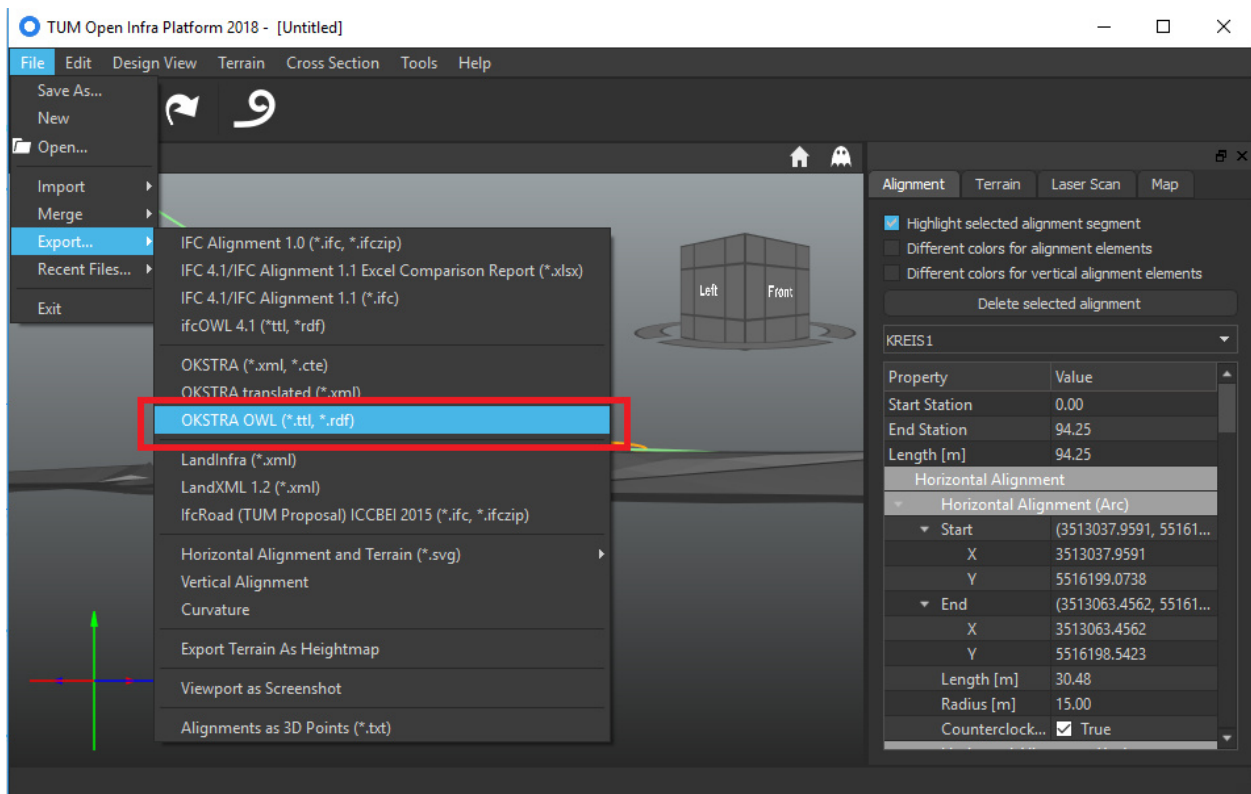 TUM Open Infra Platform 2018 - [Untitled]
File Edit Design View Terrain Cross Section Tools Help
Save As...
New
Open...
Import
Merge
Export...
Recent Files...
Exit
IFC Alignment 1.0 (*.ifc, *.ifczip)
IFC 4.1/IFC Alignment 1.1 Excel Comparison Report (*.xlsx)
IFC 4.1/IFC Alignment 1.1 (*.ifc)
ifcOWL 4.1 (*ttl, *rdf)
OKSTRA (*.xml, *.cte)
OKSTRA translated (*.xml)
OKSTRA OWL (*.ttl, *.rdf)
LandInfra (*.xml)
LandXML 1.2 (*.xml)
IfcRoad (TUM Proposal) ICCBEI 2015 (*.ifc, *.ifczip)
Horizontal Alignment and Terrain (*.svg)
Vertical Alignment
Curvature
Export Terrain As Heightmap
Viewport as Screenshot
Alignments as 3D Points (*.txt)
Left Front
Alignment Terrain Laser Scan Map
Highlight selected alignment segment
Different colors for alignment elements
Different colors for vertical alignment elements
Delete selected alignment
KREIS1
Property Value
Start Station 0.00
End Station 94.25
Length [m] 94.25
Horizontal Alignment
Horizontal Alignment (Arc)
Start (3513037.9591, 55161...
X 3513037.9591
Y 5516199.0738
End (3513063.4562, 55161...
X 3513063.4562
Y 5516198.5423
Length [m] 30.48
Radius [m] 15.00
Counterclock... True